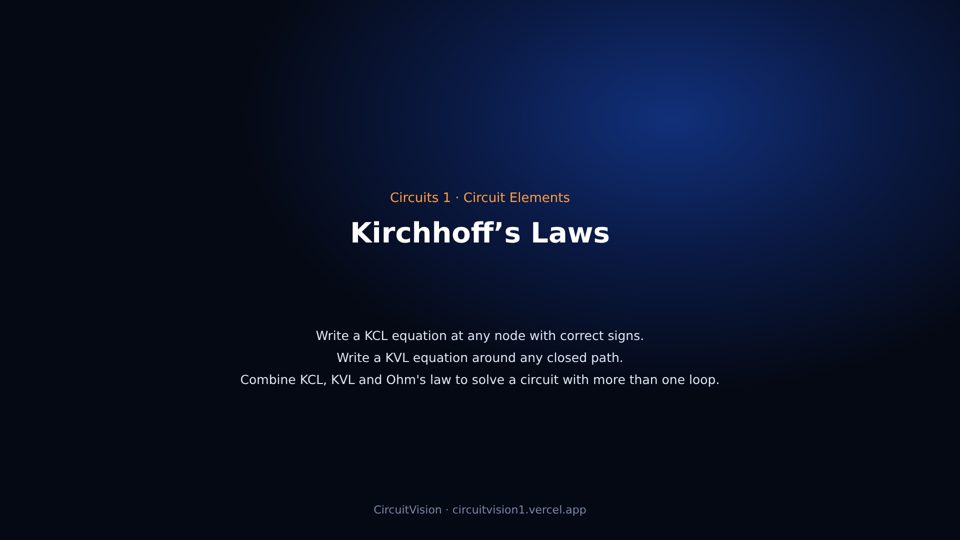 Circuits 1 · Circuit Elements
Kirchhoff’s Laws
Write a KCL equation at any node with correct signs.
Write a KVL equation around any closed path.
Combine KCL, KVL and Ohm's law to solve a circuit with more than one loop.
CircuitVision · circuitvision1.vercel.app